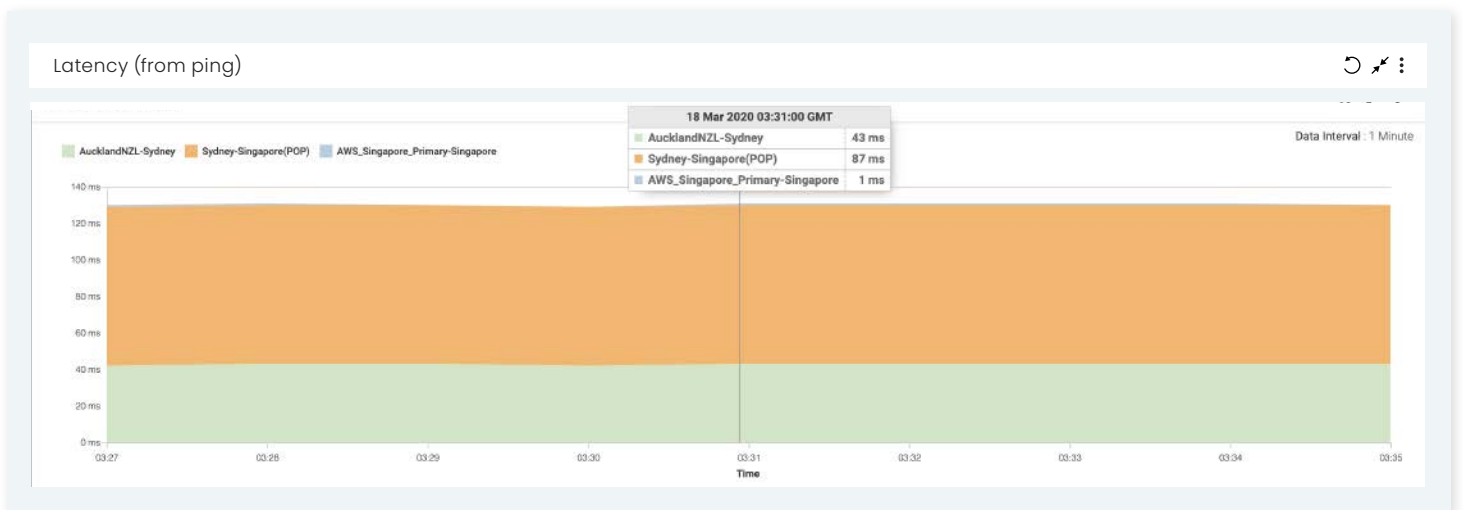 Latency (from ping)
18 Mar 2020 03:31:00 GMT
AucklandNZL-Sydney 43 ms
Sydney-Singapore(POP) 87 ms
AWS_Singapore_Primary-Singapore 1 ms
Data Interval : 1 Minute
AucklandNZL-Sydney Sydney-Singapore(POP) AWS_Singapore_Primary-Singapore
140 ms
120 ms
100 ms
80 ms
60 ms
40 ms
20 ms
0 ms
03:27 03:28 03:29 03:30 03:31 03:32 03:33 03:34 03:35
Time